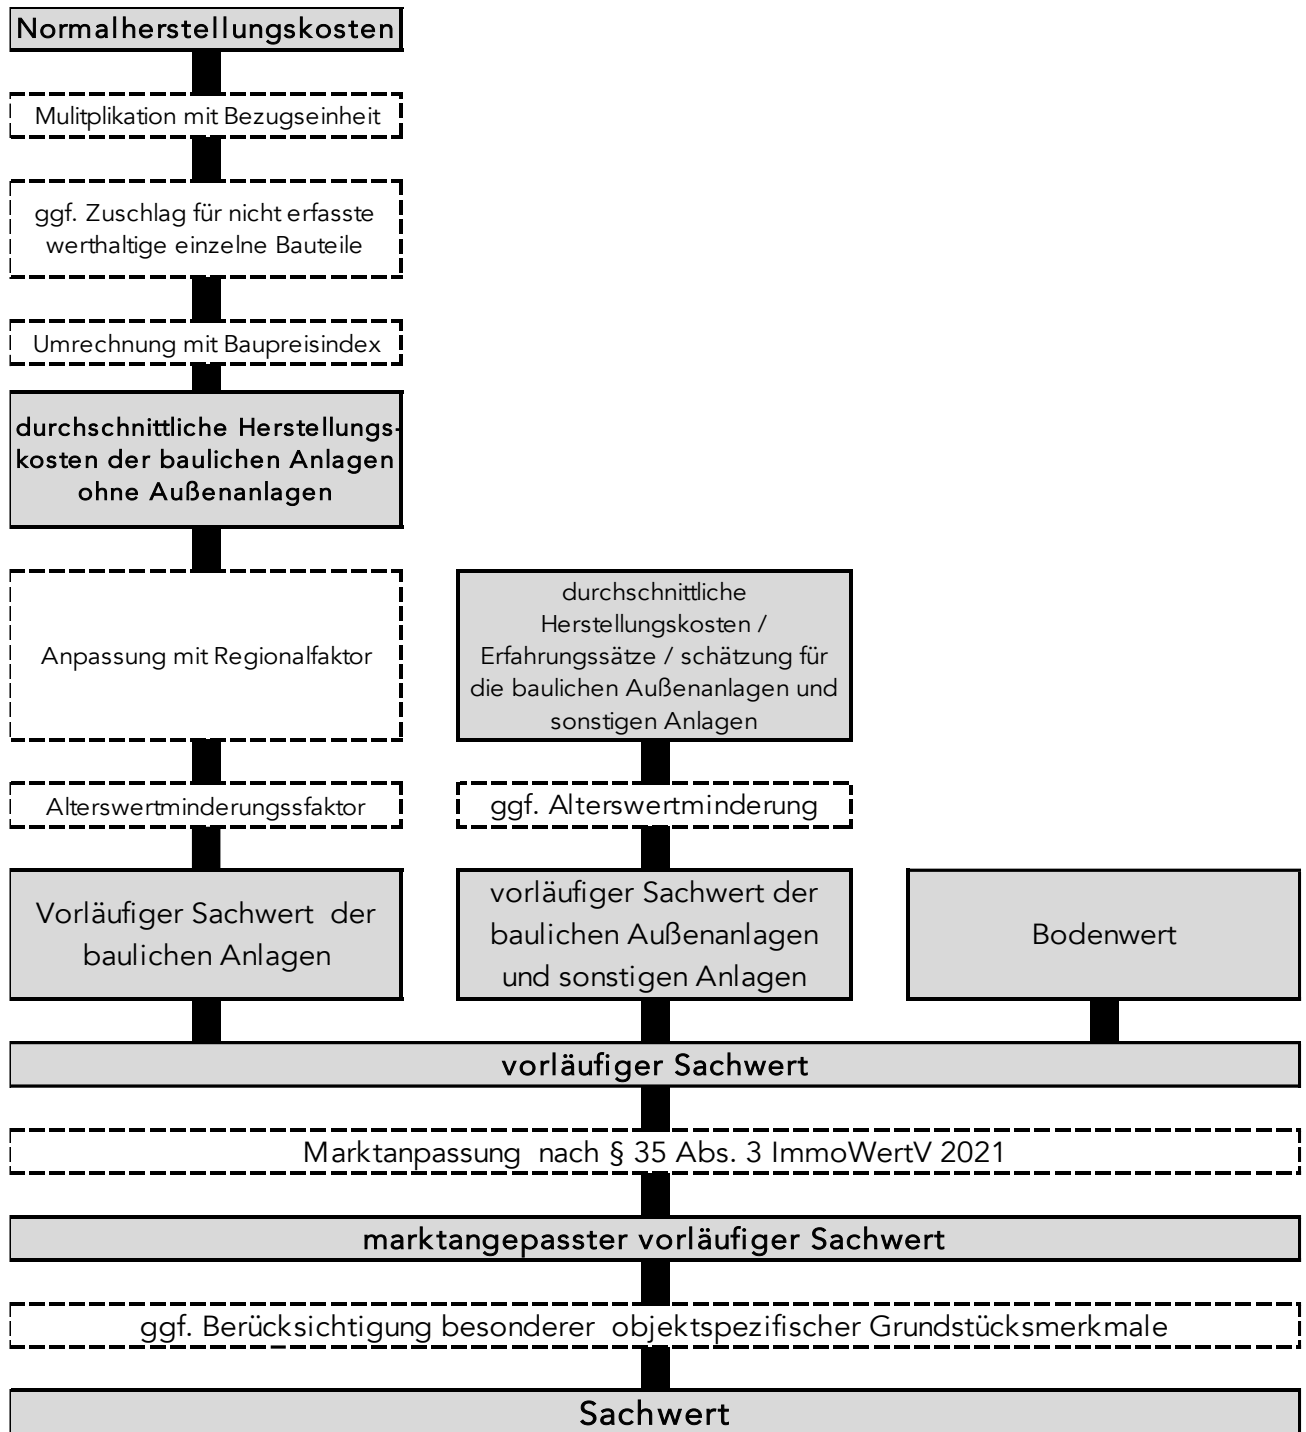 Normalherstellungskosten
Mulitplikation mit Bezugseinheit
ggf. Zuschlag für nicht erfasste
werthaltige einzelne Bauteile
Umrechnung mit Baupreisindex
durchschnittliche Herstellungs-
kosten der baulichen Anlagen
ohne Außenanlagen
Anpassung mit Regionalfaktor
durchschnittliche
Herstellungskosten /
Erfahrungssätze / schätzung für
die baulichen Außenanlagen und
sonstigen Anlagen
Alterswertminderungssfaktor
ggf. Alterswertminderung
Vorläufiger Sachwert der
baulichen Anlagen
vorläufiger Sachwert der
baulichen Außenanlagen
und sonstigen Anlagen
Bodenwert
vorläufiger Sachwert
Marktanpassung nach § 35 Abs. 3 ImmoWertV 2021
marktangepasster vorläufiger Sachwert
ggf. Berücksichtigung besonderer objektspezifischer Grundstücksmerkmale
Sachwert